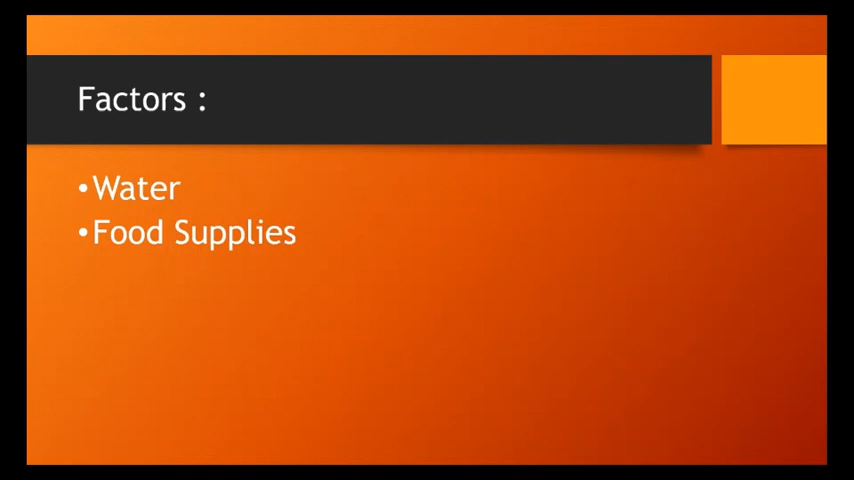 Factors :
•Water
•Food Supplies